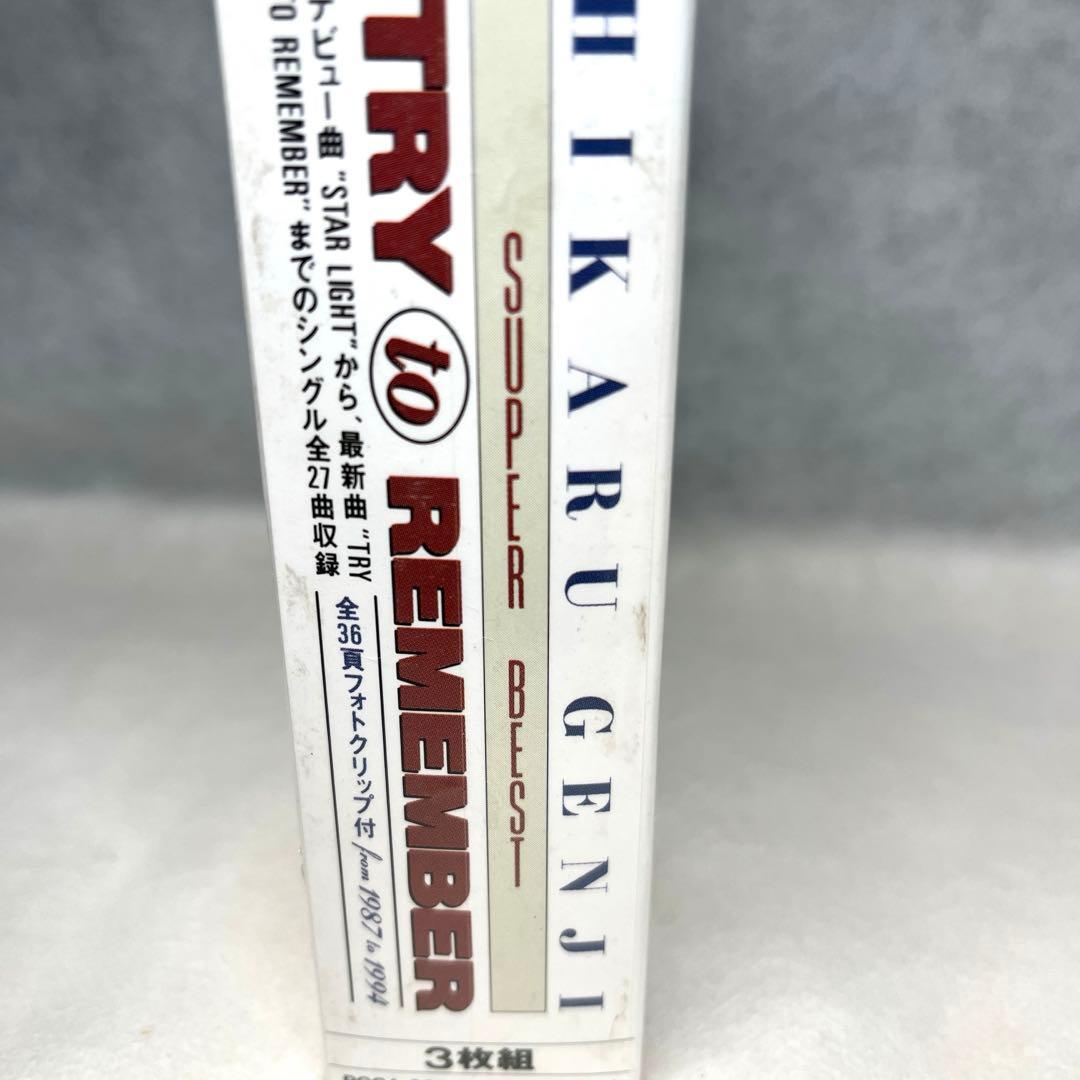 HIKARU GENJI
SUPER BEST
TRY to REMEMBER
デビュー曲 "STAR LIGHT"から、最新曲 "TRY
TO REMEMBER"までのシングル全27曲収録
全36頁フォトクリップ付
from 1987 to 1994
3枚組